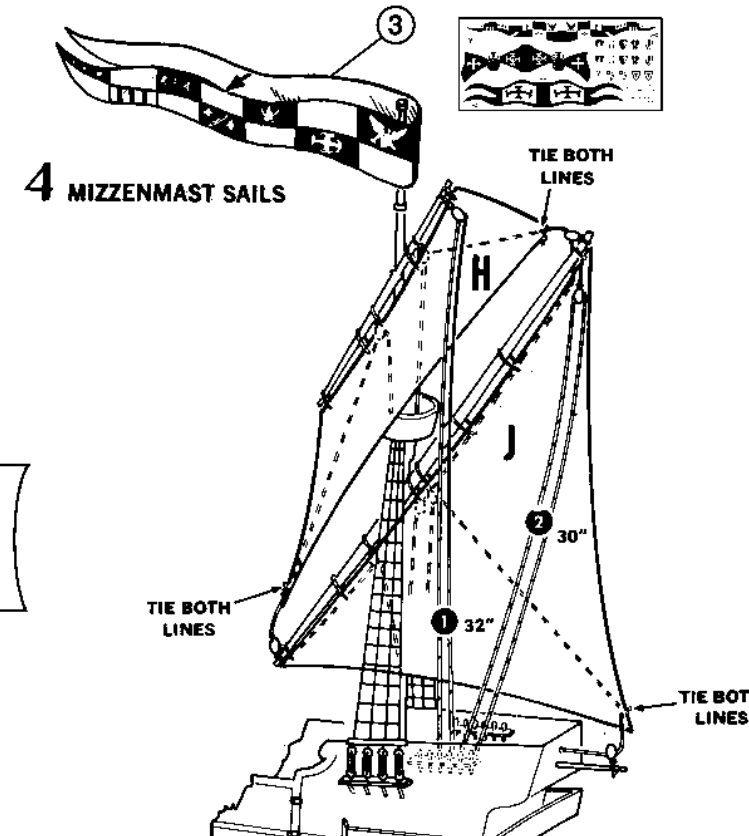 3
4 MIZZENMAST SAILS
TIE BOTH
LINES
H
J
2 30"
1 32"
TIE BOTH
LINES
TIE BOT
LINES